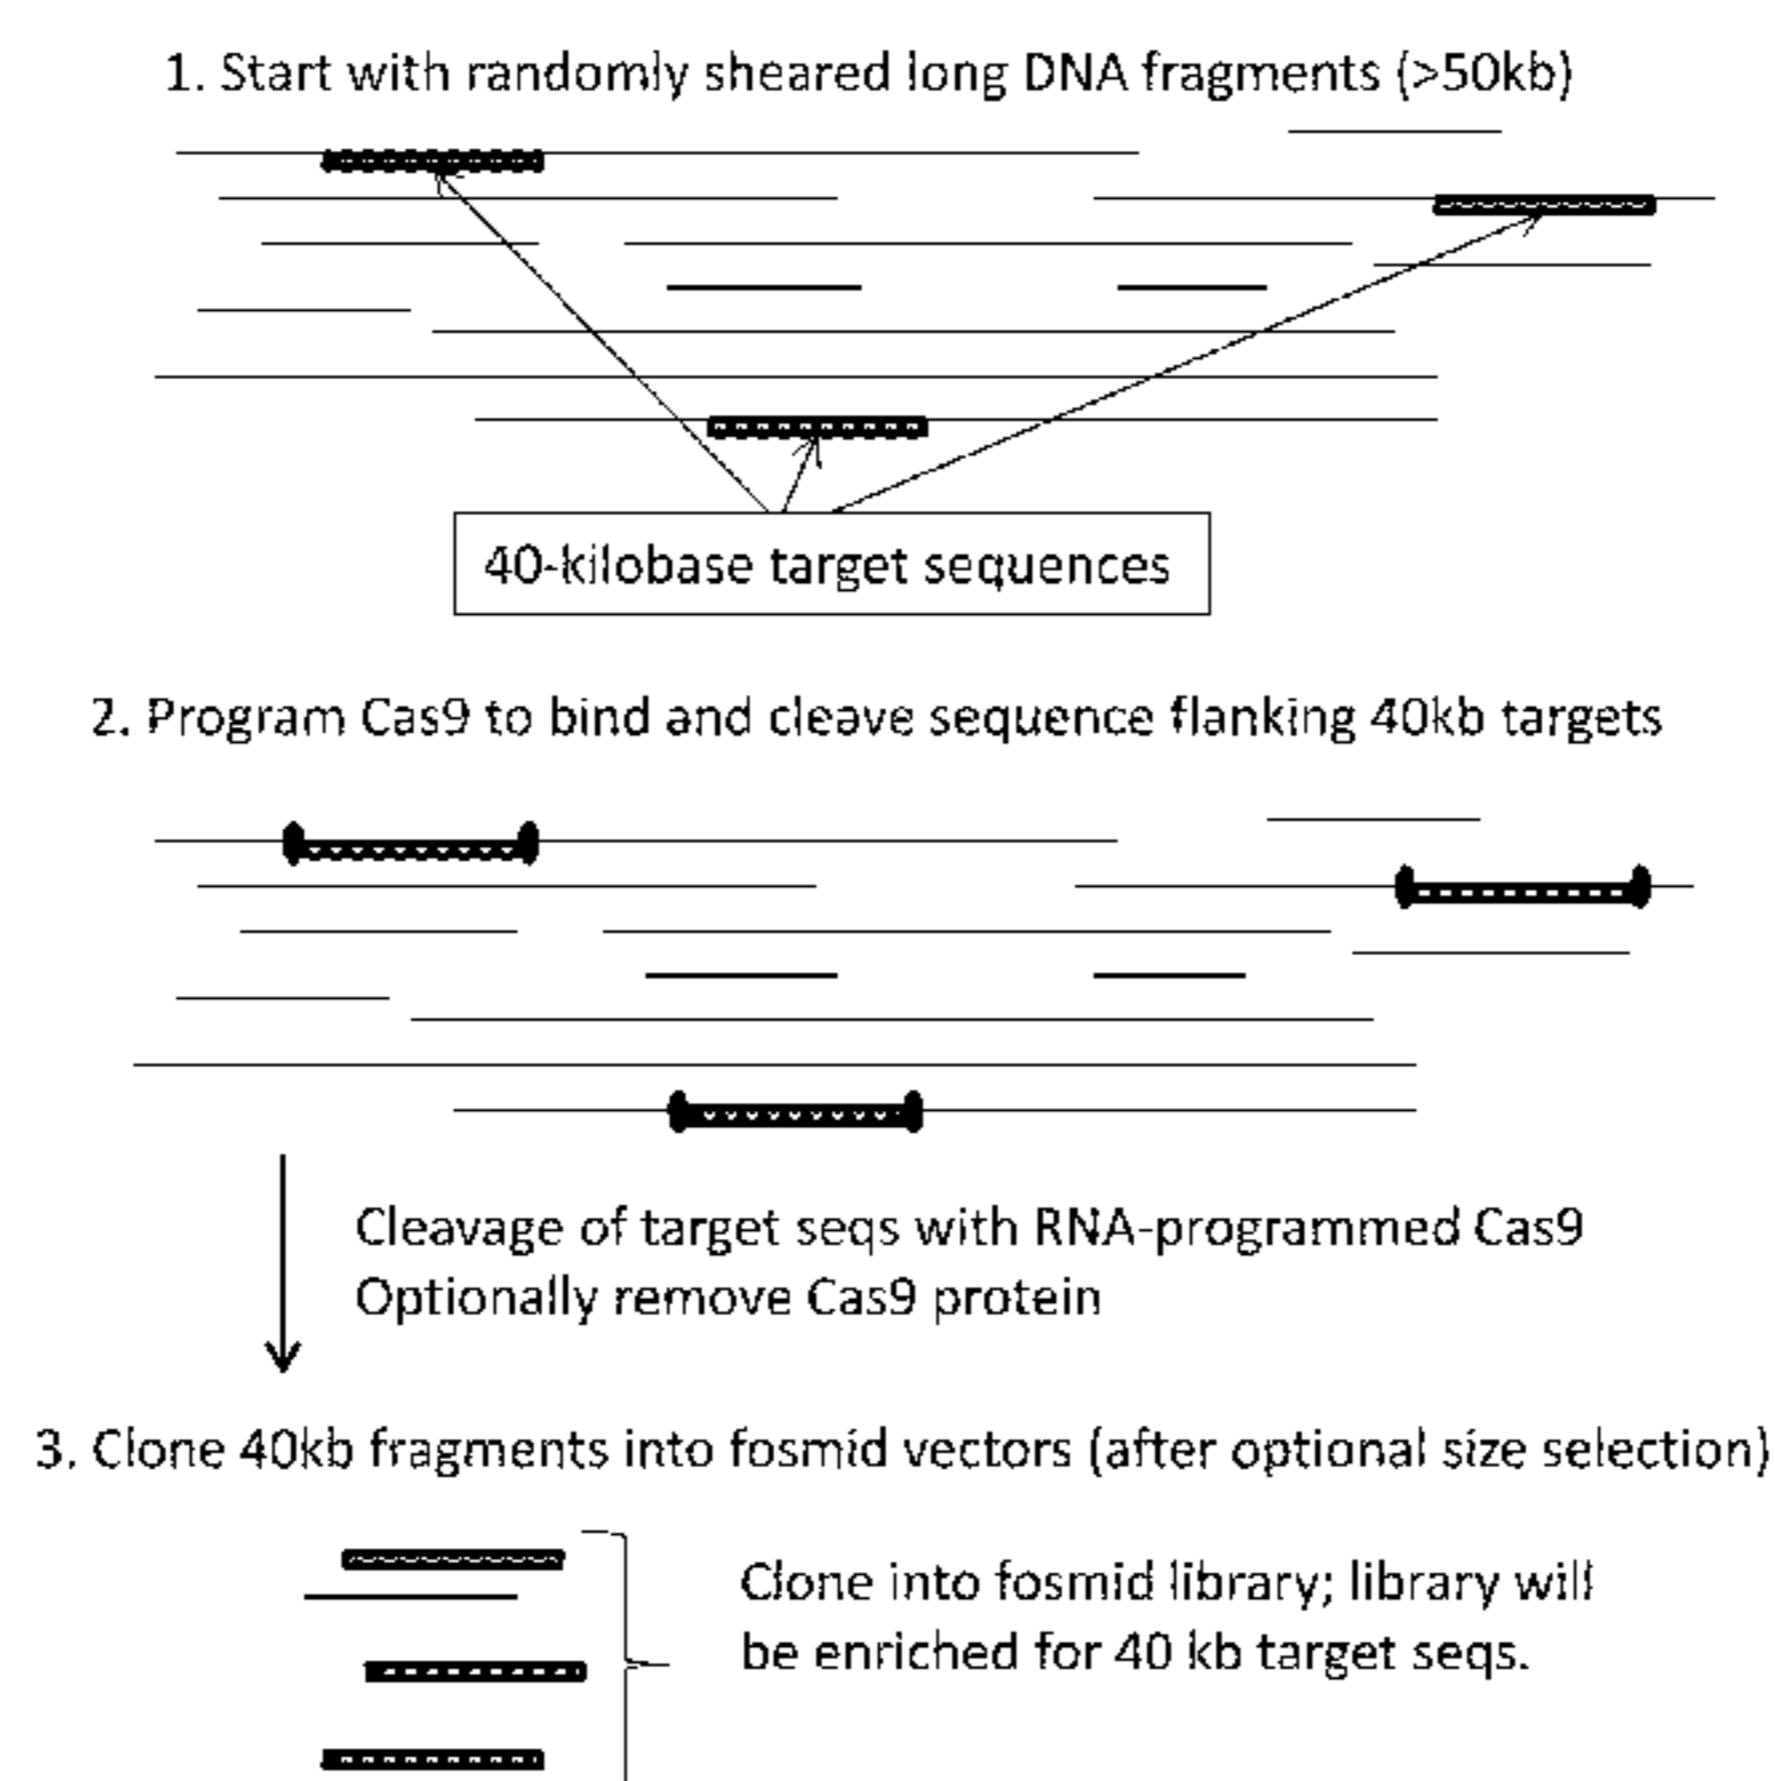 1. Start with randomly sheared long DNA fragments (>50kb)
40-kilobase target sequences
2. Program Cas9 to bind and cleave sequence flanking 40kb targets
Cleavage of target seqs with RNA-programmed Cas9
Optionally remove Cas9 protein
3. Clone 40kb fragments into fosmid vectors (after optional size selection)
Clone into fosmid library; library will
be enriched for 40 kb target seqs.